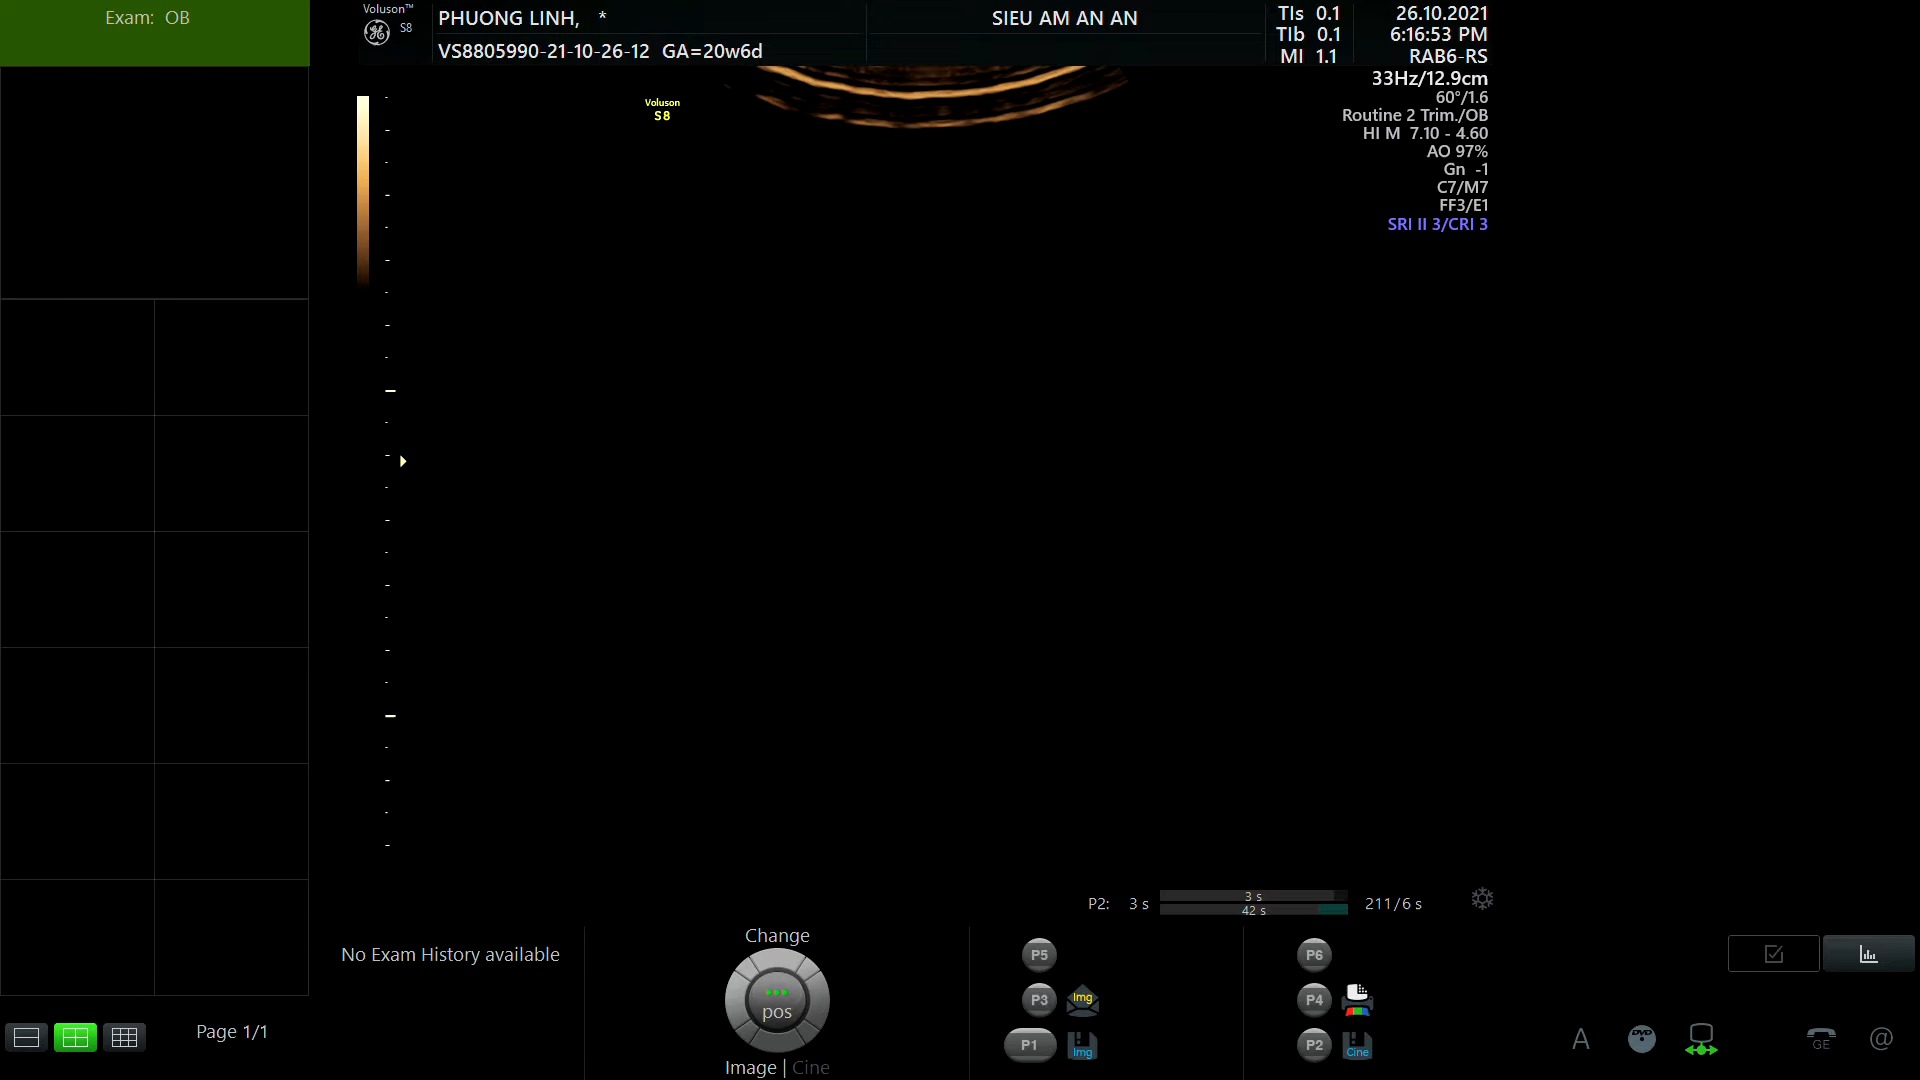 Exam: OB
Voluson™
S8
PHUONG LINH, *
SIEU AM AN AN
VS8805990-21-10-26-12 GA=20w6d
TIs 0.1
TIb 0.1
MI 1.1
26.10.2021
6:16:53 PM
RAB6-RS
33Hz/12.9cm
60°/1.6
Routine 2 Trim./OB
HI M 7.10 - 4.60
AO 97%
Gn -1
C7/M7
FF3/E1
SRI II 3/CRI 3
Voluson
S8
P2: 3 s
3 s
42 s
211/6 s
No Exam History available
Change
pos
Image | Cine
P5
P3 Img
P1 Img
P6
P4
P2 Cine
Page 1/1
A
DVD
GE
@